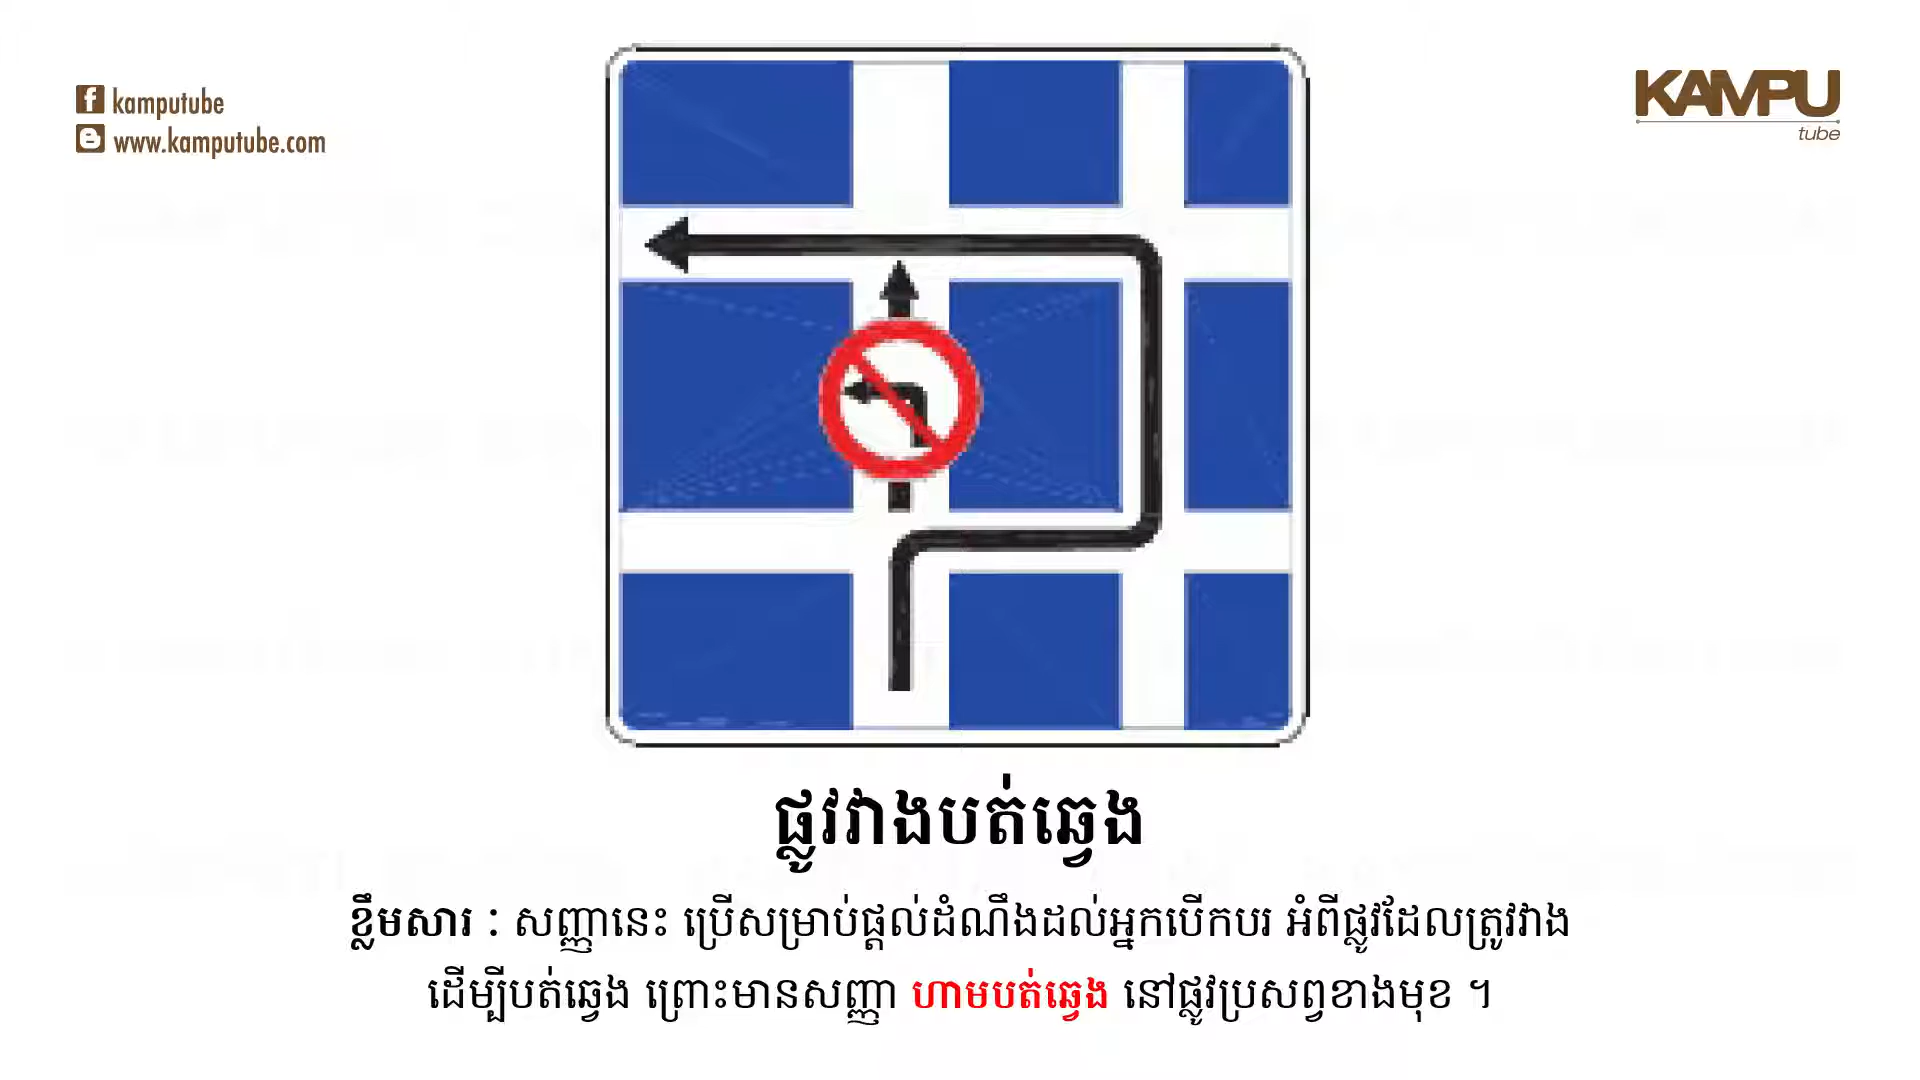 kamputube
www.kamputube.com
KAMPU
tube
ផ្លូវវាងបត់ឆ្វេង
ខ្លឹមសារ : សញ្ញានេះ ប្រើសម្រាប់ផ្តល់ដំណឹងដល់អ្នកបើកបរ អំពីផ្លូវដែលត្រូវវាង
ដើម្បីបត់ឆ្វេង ព្រោះមានសញ្ញា ហាមបត់ឆ្វេង នៅផ្លូវប្រសព្វខាងមុខ ។